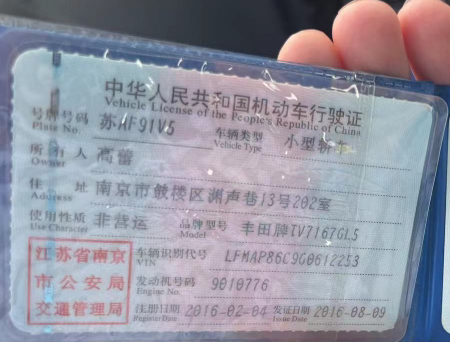 中华人民共和国机动车行驶证
Vehicle License of the People's Republic of China
号牌号码 苏AF91V5 车辆类型 小型轿车
Plate No. Vehicle Type
所有人 高蕾
Owner
住址 南京市鼓楼区洲声巷13号202室
Address
使用性质 非营运 品牌型号 丰田牌TV7167GL5
Use Character Model
江苏省南京 车辆识别代号 LFMAP86C9G0612253
VIN
市公安局 发动机号码 9010776
Engine No.
交通管理局 注册日期 2016-02-04 发证日期 2016-08-09
Register Date Issue Date